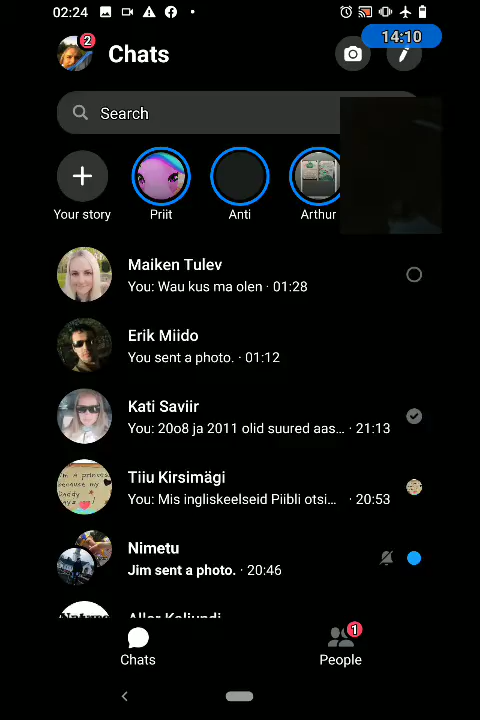 02:24
14:10
2
Chats
Search
Your story
Priit
Anti
Arthur
Maiken Tulev
You: Wau kus ma olen · 01:28
Erik Miido
You sent a photo. · 01:12
Kati Saviir
You: 20o8 ja 2011 olid suured aas... · 21:13
Tiiu Kirsimägi
You: Mis ingliskeelseid Piibli otsi... · 20:53
Nimetu
Jim sent a photo. · 20:46
1
Chats
People